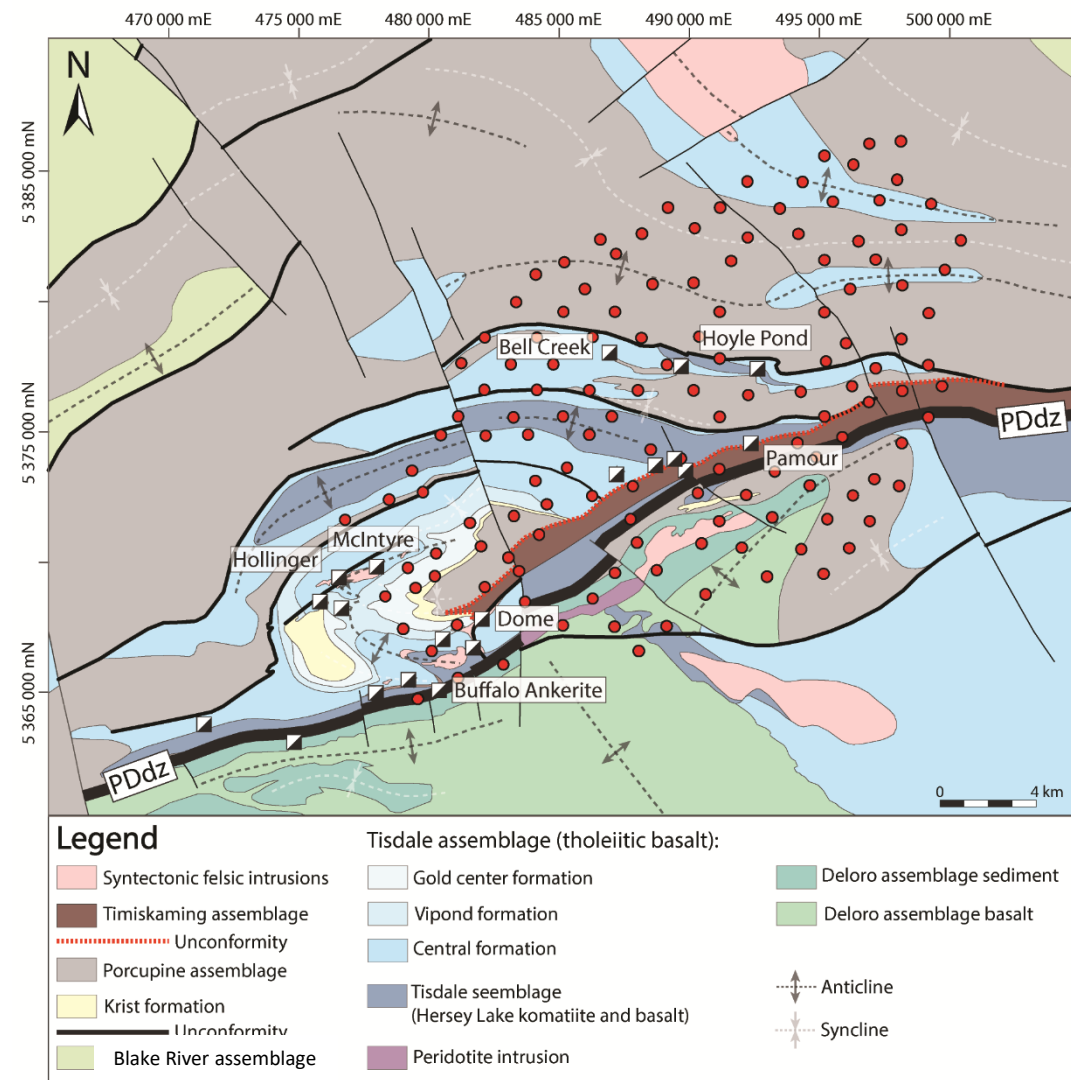 470 000 mE
475 000 mE
480 000 mE
485 000 mE
490 000 mE
495 000 mE
500 000 mE
N
5 385 000 mN
5 375 000 mN
5 365 000 mN
Bell Creek
Hoyle Pond
PDdz
Pamour
McIntyre
Hollinger
Dome
Buffalo Ankerite
PDdz
0 4 km
Legend
Syntectonic felsic intrusions
Timiskaming assemblage
Unconformity
Porcupine assemblage
Krist formation
Unconformity
Blake River assemblage
Tisdale assemblage (tholeiitic basalt):
Gold center formation
Vipond formation
Central formation
Tisdale seemblage
(Hersey Lake komatiite and basalt)
Peridotite intrusion
Deloro assemblage sediment
Deloro assemblage basalt
Anticline
Syncline